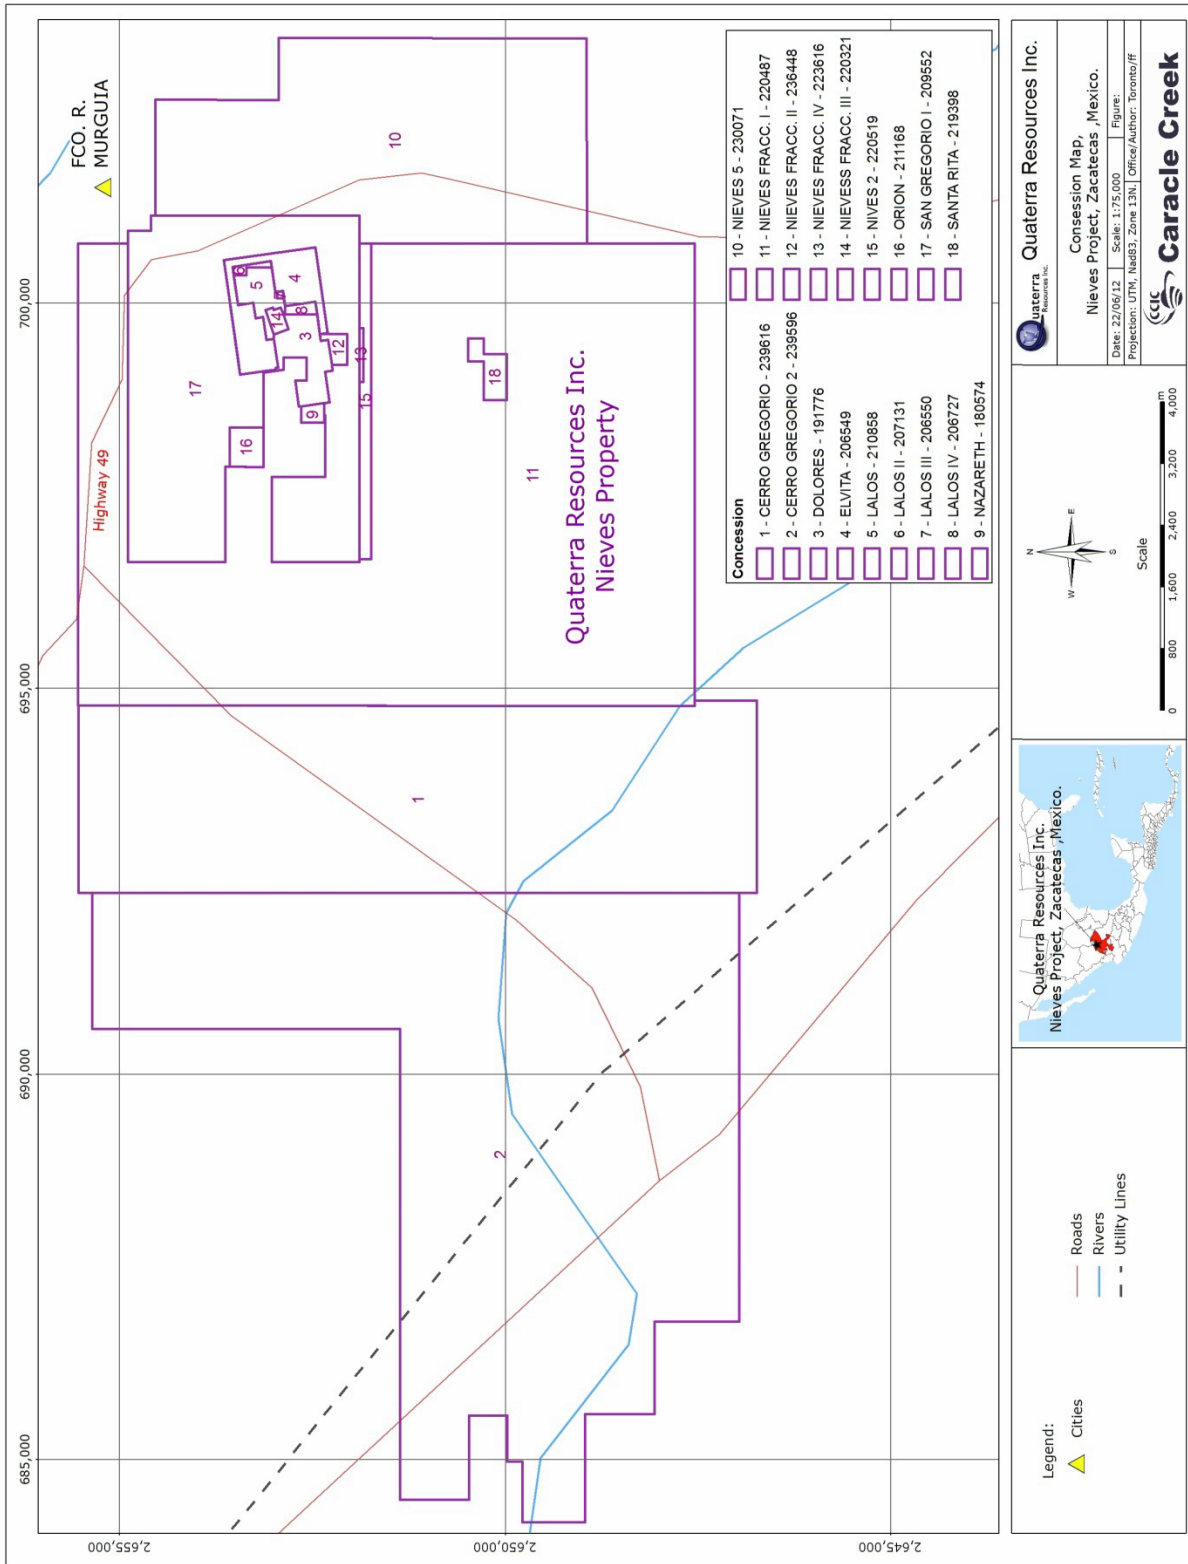 685,000
690,000
695,000
700,000
2,655,000
2,650,000
2,645,000
FCO. R.
MURGUIA
Highway 49
Quaterra Resources Inc.
Nieves Property
1
2
3
4
5
8
9
10
11
12
13
14
15
16
17
18
Concession
1 - CERRO GREGORIO - 239616
2 - CERRO GREGORIO 2 - 239596
3 - DOLORES - 191776
4 - ELVITA - 206549
5 - LALOS - 210858
6 - LALOS II - 207131
7 - LALOS III - 206550
8 - LALOS IV - 206727
9 - NAZARETH - 180574
10 - NIEVES 5 - 230071
11 - NIEVES FRACC. I - 220487
12 - NIEVES FRACC. II - 236448
13 - NIEVES FRACC. IV - 223616
14 - NIEVESS FRACC. III - 220321
15 - NIVES 2 - 220519
16 - ORION - 211168
17 - SAN GREGORIO I - 209552
18 - SANTA RITA - 219398
Legend:
Cities
Roads
Rivers
Utility Lines
Quaterra Resources Inc.
Nieves Project, Zacatecas ,Mexico.
N
W
E
S
Scale
0
800
1,600
2,400
3,200
4,000
m
uaterra
Resources Inc.
Quaterra Resources Inc.
Consession Map,
Nieves Project, Zacatecas ,Mexico.
Date: 22/06/12
Scale: 1:75,000
Figure:
Projection: UTM, Nad83, Zone 13N.
Office/Author: Toronto/ff
CCIC
Caracle Creek